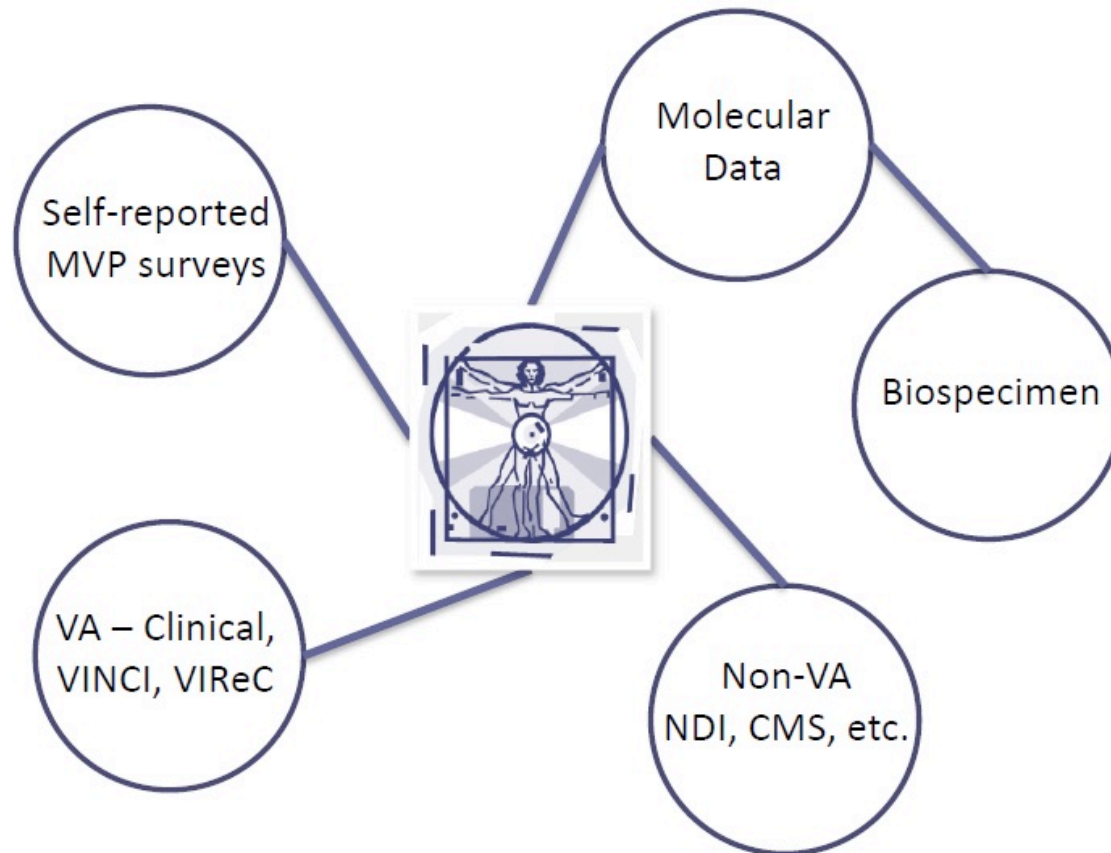 Molecular
Data
Self-reported
MVP surveys
Biospecimen
VA – Clinical,
VINCI, VIReC
Non-VA
NDI, CMS, etc.